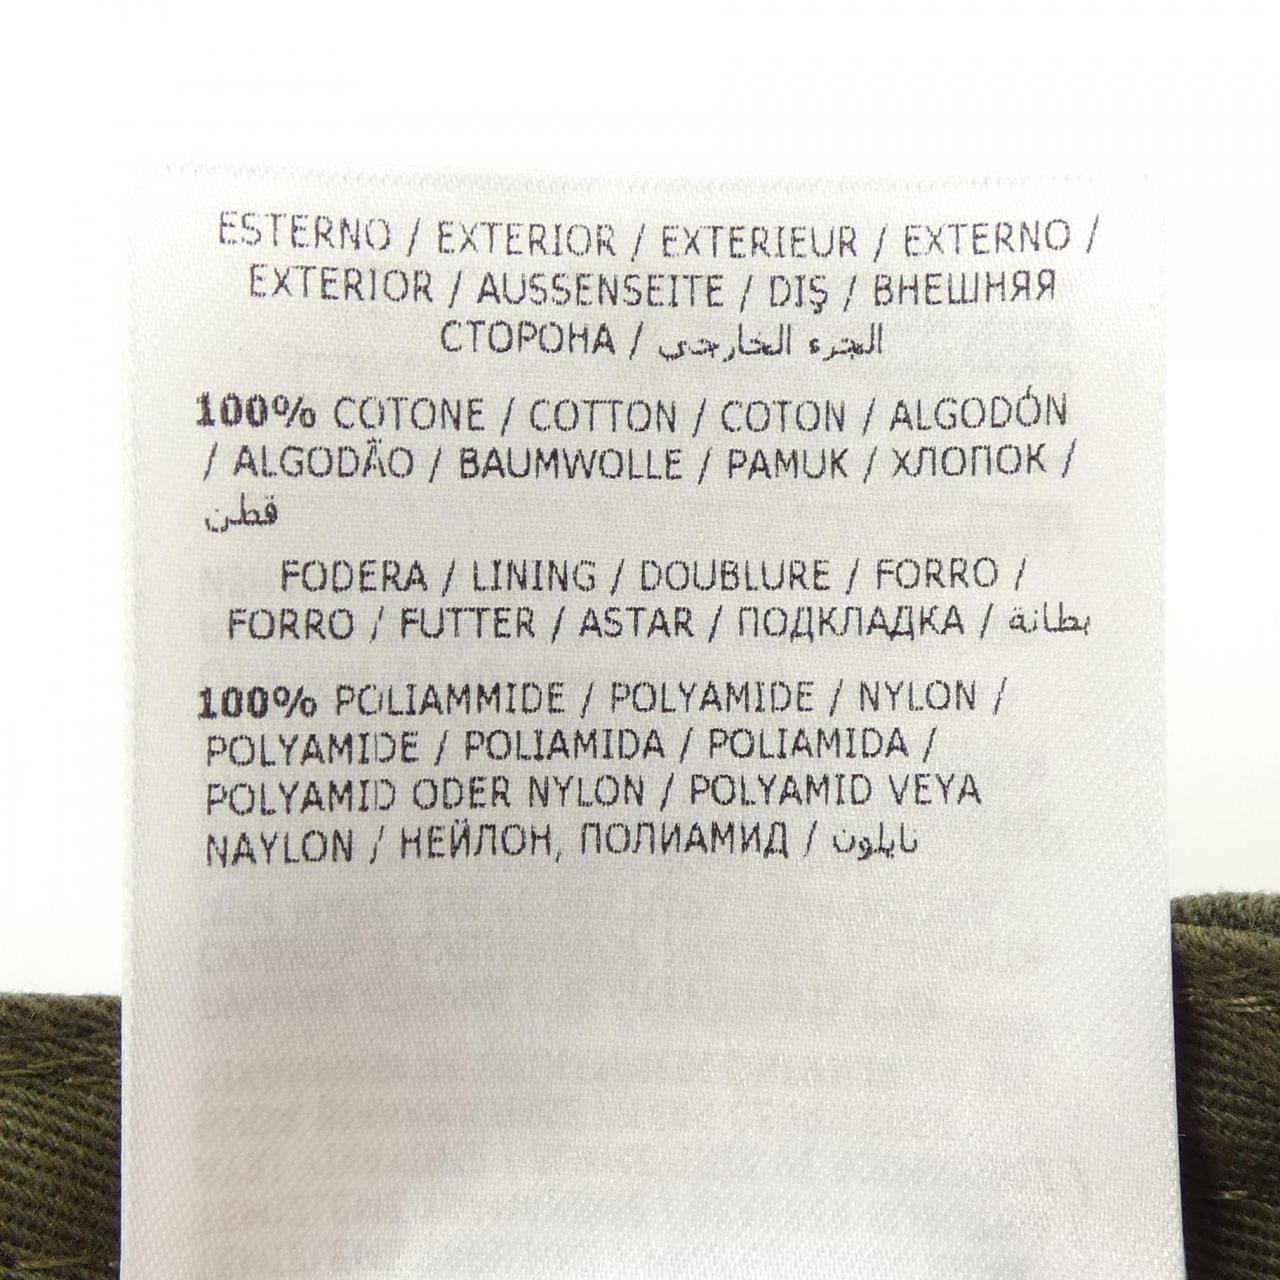 ESTERNO / EXTERIOR / EXTERIEUR / EXTERNO /
EXTERIOR / AUSSENSEITE / DIŞ / ВНЕШНЯЯ
СТОРОНА / الجزء الخارجي
100% COTONE / COTTON / COTON / ALGODÓN
/ ALGODÃO / BAUMWOLLE / PAMUK / ХЛОПОК /
قطن
FODERA / LINING / DOUBLURE / FORRO /
FORRO / FUTTER / ASTAR / ПОДКЛАДКА / بطانة
100% POLIAMMIDE / POLYAMIDE / NYLON /
POLYAMIDE / POLIAMIDA / POLIAMIDA /
POLYAMID ODER NYLON / POLYAMID VEYA
NAYLON / НЕЙЛОН, ПОЛИАМИД / نايلون